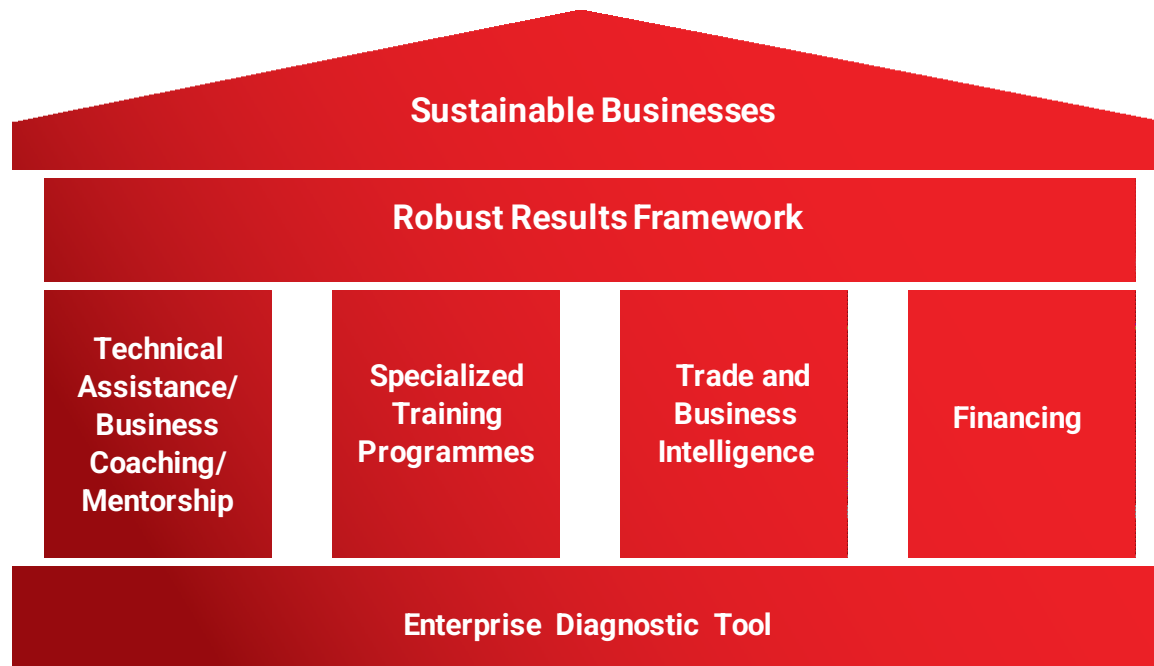 Sustainable Businesses
Robust Results Framework
Technical
Assistance/
Business
Coaching/
Mentorship
Specialized
Training
Programmes
Trade and
Business
Intelligence
Financing
Enterprise Diagnostic Tool